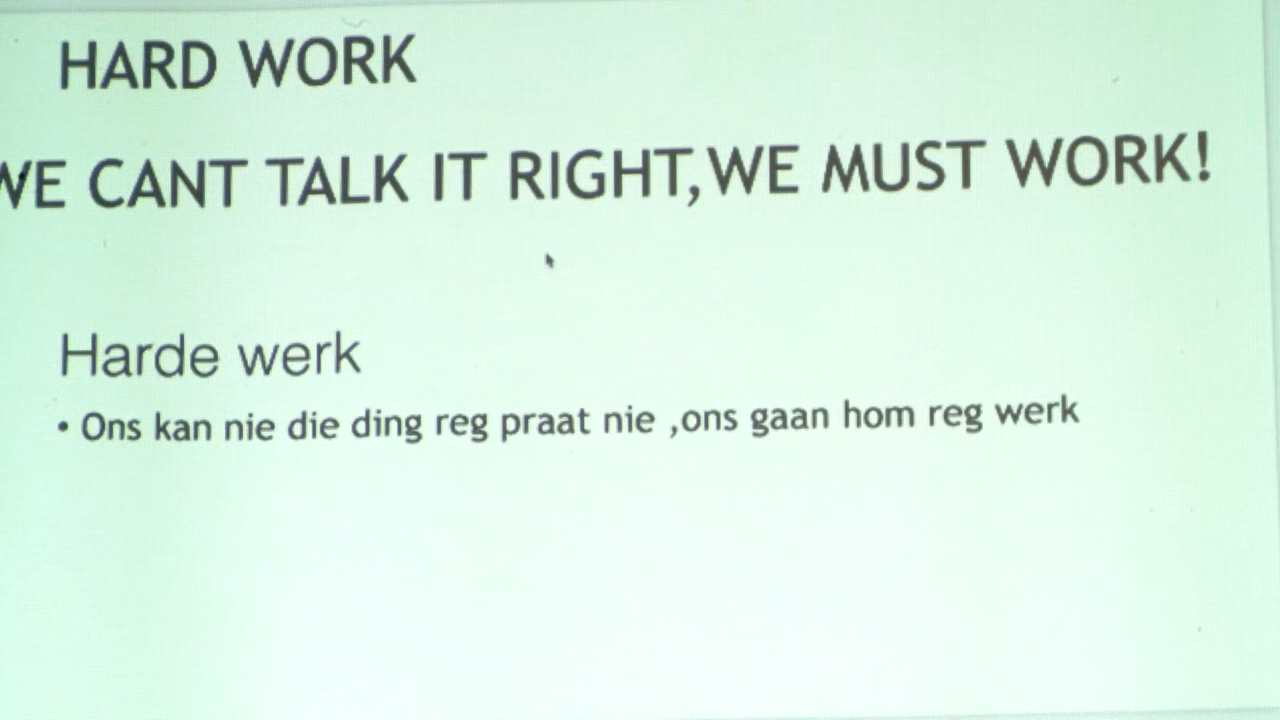 HARD WORK
WE CANT TALK IT RIGHT,WE MUST WORK!
Harde werk
• Ons kan nie die ding reg praat nie ,ons gaan hom reg werk